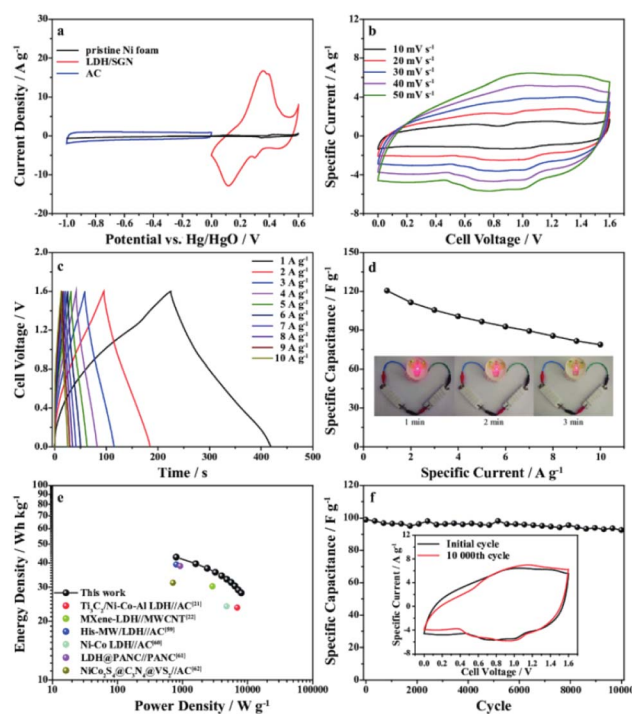 a
pristine Ni foam
LDH/SGN
AC
Current Density / A g-1
20
10
0
-10
-20
-1.0 -0.8 -0.6 -0.4 -0.2 0.0 0.2 0.4 0.6
Potential vs. Hg/HgO / V
b
10 mV s-1
20 mV s-1
30 mV s-1
40 mV s-1
50 mV s-1
Specific Current / A g-1
12
8
4
0
-4
-8
0.0 0.2 0.4 0.6 0.8 1.0 1.2 1.4 1.6
Cell Voltage / V
c
1 A g-1
2 A g-1
3 A g-1
4 A g-1
5 A g-1
6 A g-1
7 A g-1
8 A g-1
9 A g-1
10 A g-1
Cell Voltage / V
2.0
1.6
1.2
0.8
0.4
0.0
0 100 200 300 400 500
Time / s
d
Specific Capacitance / F g-1
150
120
90
60
30
0
1 min 2 min 3 min
0 2 4 6 8 10
Specific Current / A g-1
e
Energy Density / Wh kg-1
100
90
80
70
60
50
40
30
20
10
This work
Ti3C2/Ni-Co-Al LDH//AC[21]
MXene-LDH//MWCNT[22]
His-MW/LDH//AC[59]
Ni-Co LDH//AC[60]
LDH@PANC//PANC[61]
NiCo2S4@C3N4@VS2//AC[62]
10 100 1000 10000 100000
Power Density / W g-1
f
Specific Capacitance / F g-1
120
100
80
60
40
20
0
Initial cycle
10 000th cycle
Specific Current / A g-1
12
8
4
0
-4
-8
0.0 0.2 0.4 0.6 0.8 1.0 1.2 1.4 1.6
Cell Voltage / V
0 2000 4000 6000 8000 10000
Cycle